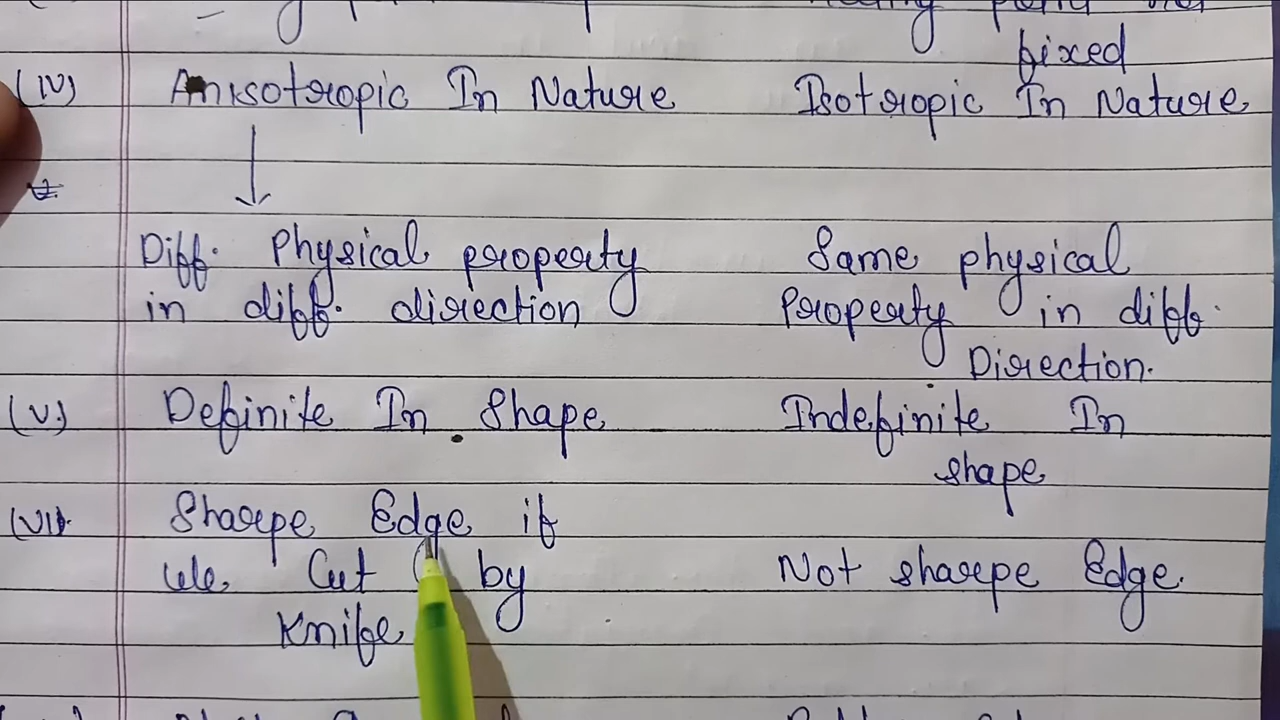 fixed
(IV) Anisotropic In Nature Isotropic In Nature
Diff. Physical property Same physical
in diff. direction Property in diff.
Direction.
(V.) Definite In Shape Indefinite In
shape
(VI). Sharpe Edge if
we Cut by Not sharpe Edge.
Knife